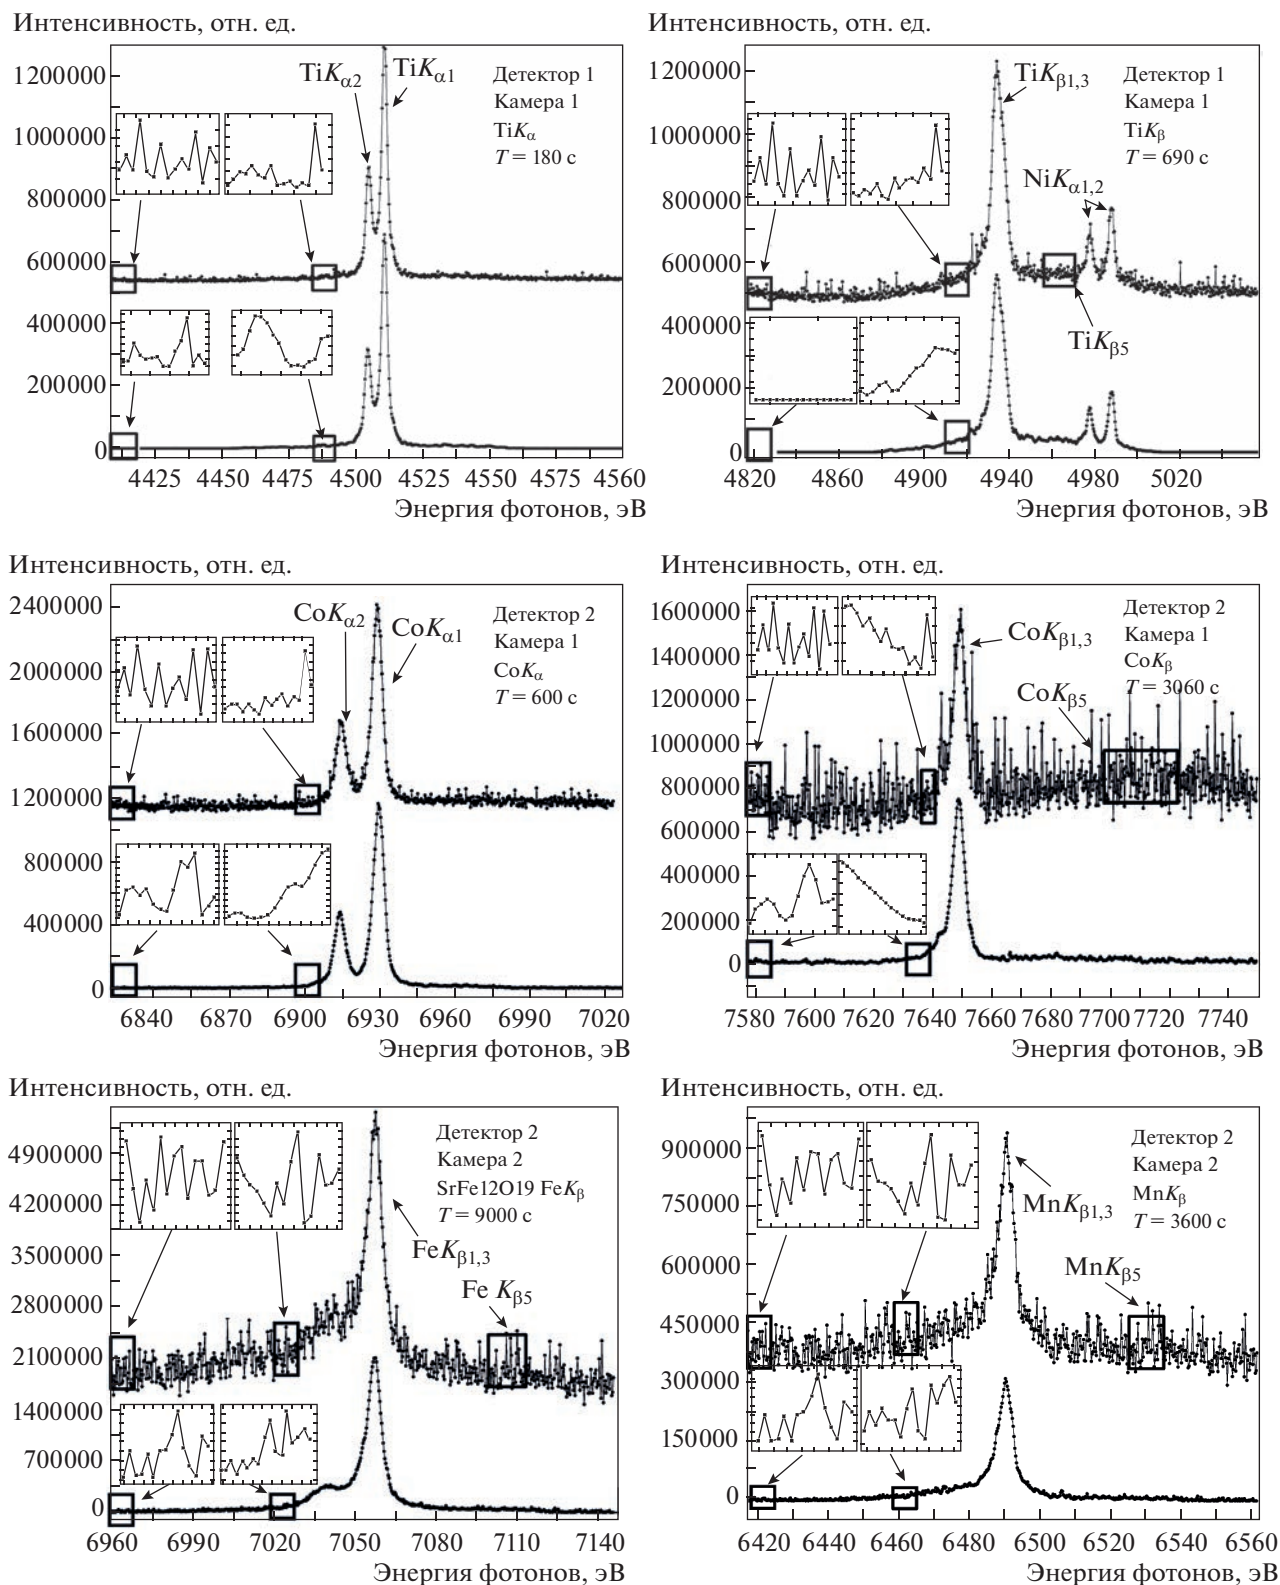 Интенсивность, отн. ед.
1200000
1000000
800000
600000
400000
200000
0
TiKα2
TiKα1
Детектор 1
Камера 1
TiKα
T = 180 с
4425 4450 4475 4500 4525 4545 4560
Энергия фотонов, эВ
Интенсивность, отн. ед.
1200000
1000000
800000
600000
400000
200000
0
TiKβ1,3
Детектор 1
Камера 1
TiKβ
T = 690 с
NiKα1,2
TiKβ5
4820 4860 4900 4940 4980 5020
Энергия фотонов, эВ
Интенсивность, отн. ед.
2400000
2000000
1600000
1200000
800000
400000
0
CoKα2
CoKα1
Детектор 2
Камера 1
CoKα
T = 600 с
6840 6870 6900 6930 6960 6990 7020
Энергия фотонов, эВ
Интенсивность, отн. ед.
1600000
1400000
1200000
1000000
800000
600000
400000
200000
0
Детектор 2
Камера 1
CoKβ1,3
CoKβ
T = 3060 с
CoKβ5
7580 7600 7620 7640 7660 7680 7700 7720 7740
Энергия фотонов, эВ
Интенсивность, отн. ед.
4900000
4200000
3500000
2800000
2100000
1400000
700000
0
Детектор 2
Камера 2
SrFe12O19 FeKβ
T = 9000 с
FeKβ1,3
Fe Kβ5
6960 6990 7020 7050 7080 7110 7140
Энергия фотонов, эВ
Интенсивность, отн. ед.
900000
750000
600000
450000
300000
150000
0
Детектор 2
Камера 2
MnKβ
T = 3600 с
MnKβ1,3
MnKβ5
6420 6440 6460 6480 6500 6520 6540 6560
Энергия фотонов, эВ